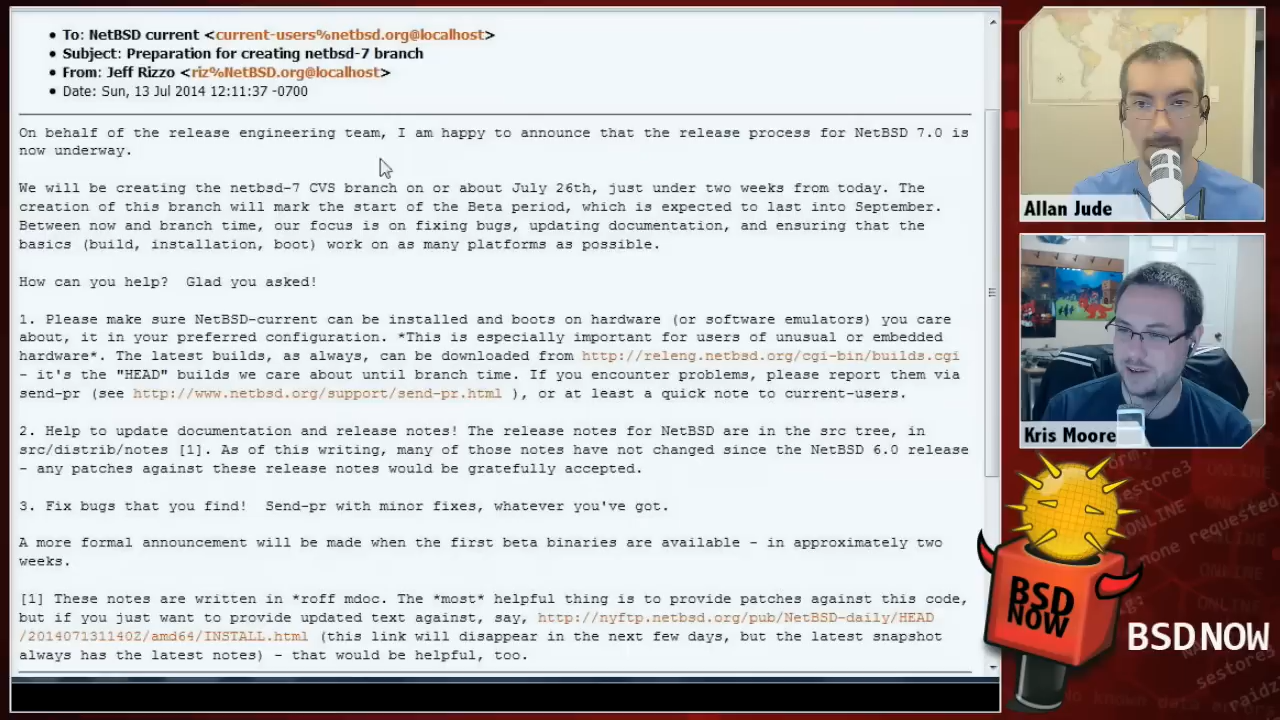 To: NetBSD current <current-users%netbsd.org@localhost>
Subject: Preparation for creating netbsd-7 branch
From: Jeff Rizzo <riz%NetBSD.org@localhost>
Date: Sun, 13 Jul 2014 12:11:37 -0700
On behalf of the release engineering team, I am happy to announce that the release process for NetBSD 7.0 is
now underway.
We will be creating the netbsd-7 CVS branch on or about July 26th, just under two weeks from today. The
creation of this branch will mark the start of the Beta period, which is expected to last into September.
Between now and branch time, our focus is on fixing bugs, updating documentation, and ensuring that the
basics (build, installation, boot) work on as many platforms as possible.
How can you help?  Glad you asked!
1. Please make sure NetBSD-current can be installed and boots on hardware (or software emulators) you care
about, it in your preferred configuration. *This is especially important for users of unusual or embedded
hardware*. The latest builds, as always, can be downloaded from http://releng.netbsd.org/cgi-bin/builds.cgi
- it's the "HEAD" builds we care about until branch time. If you encounter problems, please report them via
send-pr (see http://www.netbsd.org/support/send-pr.html ), or at least a quick note to current-users.
2. Help to update documentation and release notes! The release notes for NetBSD are in the src tree, in
src/distrib/notes [1]. As of this writing, many of those notes have not changed since the NetBSD 6.0 release
- any patches against these release notes would be gratefully accepted.
3. Fix bugs that you find!  Send-pr with minor fixes, whatever you've got.
A more formal announcement will be made when the first beta binaries are available - in approximately two
weeks.
[1] These notes are written in *roff mdoc. The *most* helpful thing is to provide patches against this code,
but if you just want to provide updated text against, say, http://nyftp.netbsd.org/pub/NetBSD-daily/HEAD
/201407131140Z/amd64/INSTALL.html (this link will disappear in the next few days, but the latest snapshot
always has the latest notes) - that would be helpful, too.
Allan Jude
Kris Moore
BSD
NOW
BSD NOW
ONLINE
ONLINE
none requested
ONLINE